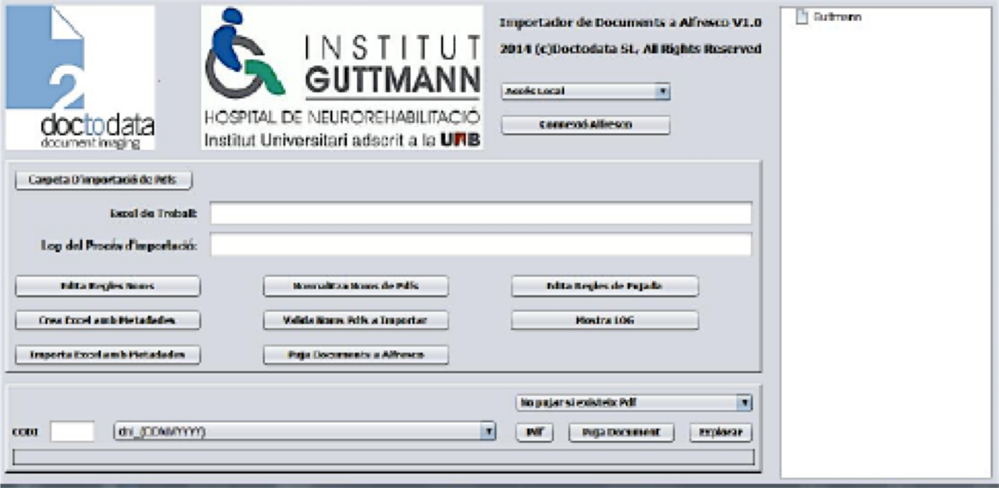 2
doctodata
document imaging
INSTITUT
GUTTMANN
HOSPITAL DE NEUROREHABILITACIÓ
Institut Universitari adscrit a la UAB
Importador de Documents a Alfresco V1.0
2014 (c)Doctodata SL, All Rights Reserved
Accés Local
Connexió Alfresco
Guttmann
Carpeta D'importació de Pdfs
Excel de Treball:
Log del Procés d'Importació:
Edita Regles Noms
Normalitza Noms de Pdfs
Edita Regles de Pujada
Crea Excel amb Metadades
Valida Noms Pdfs a Importar
Mostra LOG
Importa Excel amb Metadades
Puja Documents a Alfresco
No pujar si existeix Pdf
dni_(DDMMYYYY)
Pdf
Puja Document
Explorar